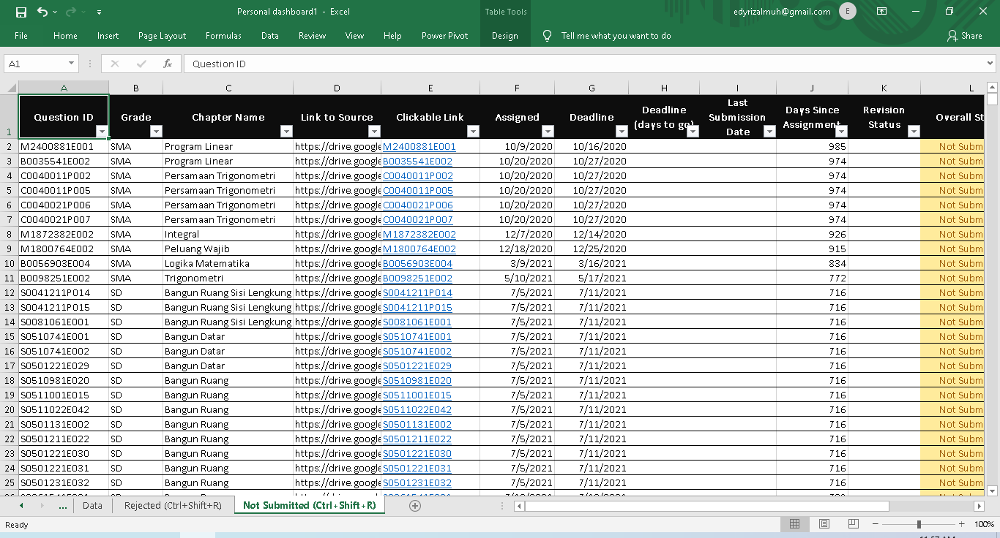 Personal dashboard1 - Excel
Table Tools
edyrizalmuh@gmail.com E
File Home Insert Page Layout Formulas Data Review View Help Power Pivot Design Tell me what you want to do Share
A1 fx Question ID
A B C D E F G H I J K L
1 Question ID Grade Chapter Name Link to Source Clickable Link Assigned Deadline Deadline (days to go) Last Submission Date Days Since Assignment Revision Status Overall St
2 M2400881E001 SMA Program Linear https://drive.google M2400881E001 10/9/2020 10/16/2020 985 Not Subm
3 B0035541E002 SMA Program Linear https://drive.google B0035541E002 10/20/2020 10/27/2020 974 Not Subm
4 C0040011P002 SMA Persamaan Trigonometri https://drive.google C0040011P002 10/20/2020 10/27/2020 974 Not Subm
5 C0040011P005 SMA Persamaan Trigonometri https://drive.google C0040011P005 10/20/2020 10/27/2020 974 Not Subm
6 C0040021P006 SMA Persamaan Trigonometri https://drive.google C0040021P006 10/20/2020 10/27/2020 974 Not Subm
7 C0040021P007 SMA Persamaan Trigonometri https://drive.google C0040021P007 10/20/2020 10/27/2020 974 Not Subm
8 M1872382E002 SMA Integral https://drive.google M1872382E002 12/7/2020 12/14/2020 926 Not Subm
9 M1800764E002 SMA Peluang Wajib https://drive.google M1800764E002 12/18/2020 12/25/2020 915 Not Subm
10 B0056903E004 SMA Logika Matematika https://drive.google B0056903E004 3/9/2021 3/16/2021 834 Not Subm
11 B0098251E002 SMA Trigonometri https://drive.google B0098251E002 5/10/2021 5/17/2021 772 Not Subm
12 S0041211P014 SD Bangun Ruang Sisi Lengkung https://drive.google S0041211P014 7/5/2021 7/11/2021 716 Not Subm
13 S0041211P015 SD Bangun Ruang Sisi Lengkung https://drive.google S0041211P015 7/5/2021 7/11/2021 716 Not Subm
14 S0081061E001 SD Bangun Ruang Sisi Lengkung https://drive.google S0081061E001 7/5/2021 7/11/2021 716 Not Subm
15 S0510741E001 SD Bangun Datar https://drive.google S0510741E001 7/5/2021 7/11/2021 716 Not Subm
16 S0510741E002 SD Bangun Datar https://drive.google S0510741E002 7/5/2021 7/11/2021 716 Not Subm
17 S0501221E029 SD Bangun Datar https://drive.google S0501221E029 7/5/2021 7/11/2021 716 Not Subm
18 S0510981E020 SD Bangun Ruang https://drive.google S0510981E020 7/5/2021 7/11/2021 716 Not Subm
19 S0511001E015 SD Bangun Ruang https://drive.google S0511001E015 7/5/2021 7/11/2021 716 Not Subm
20 S0511022E042 SD Bangun Ruang https://drive.google S0511022E042 7/5/2021 7/11/2021 716 Not Subm
21 S0501131E002 SD Bangun Ruang https://drive.google S0501131E002 7/5/2021 7/11/2021 716 Not Subm
22 S0501211E022 SD Bangun Ruang https://drive.google S0501211E022 7/5/2021 7/11/2021 716 Not Subm
23 S0501221E030 SD Bangun Ruang https://drive.google S0501221E030 7/5/2021 7/11/2021 716 Not Subm
24 S0501221E031 SD Bangun Ruang https://drive.google S0501221E031 7/5/2021 7/11/2021 716 Not Subm
25 S0501231E032 SD Bangun Ruang https://drive.google S0501231E032 7/5/2021 7/11/2021 716 Not Subm
... Data Rejected (Ctrl+Shift+R) Not Submitted (Ctrl+Shift+R)
Ready 100%